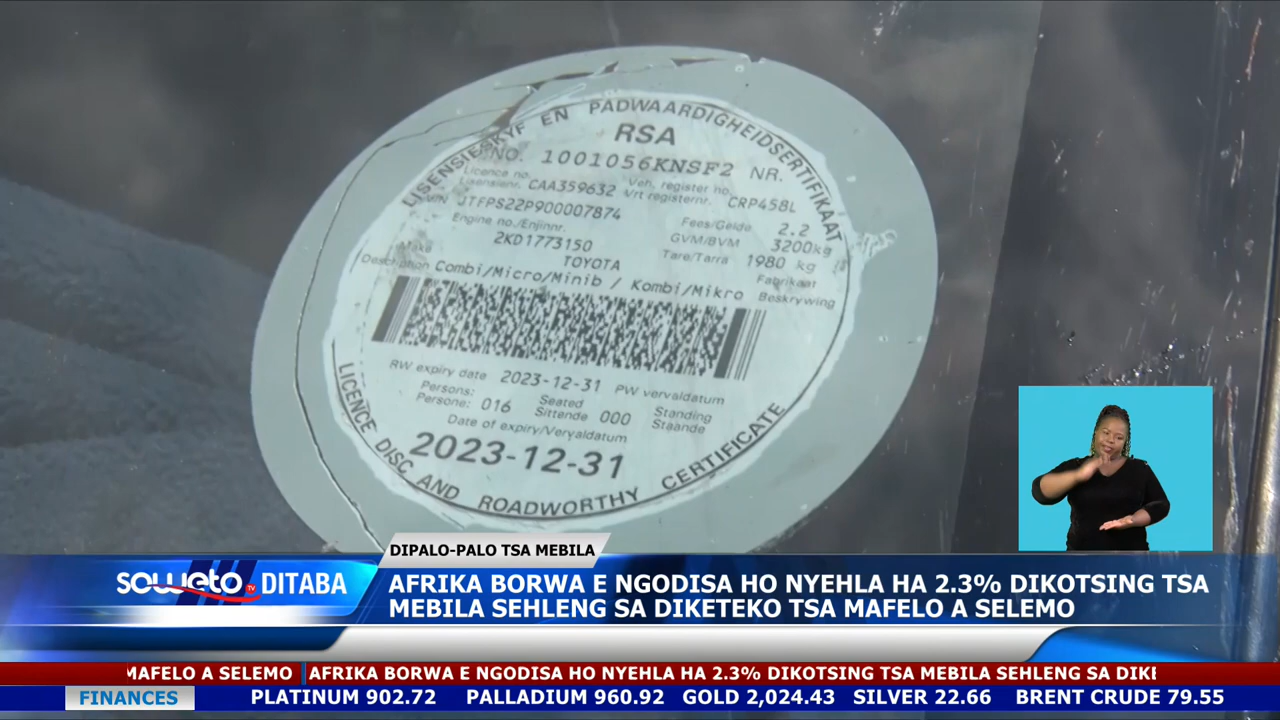 LISENSIESKYF EN PADWAARDIGHEIDSERTIFIKAAT
RSA
NO. 1001056KNSF2 NR.
Licence no. Veh. register no.
Lisensienr. CAA359632 Vrt registernr. CRP458L
VIN JTFPS22P900007874 Fees/Gelde 2.2
Engine no./Enjinnr. GVM/BVM 3200kg
2KD1773150 Tare/Tarra 1980 kg
Make TOYOTA Fabrikaat
Description Combi/Micro/Minib / Kombi/Mikro Beskrywing
RW expiry date 2023-12-31 PW vervaldatum
Persons: Seated Standing
Persone: 016 Sittende 000 Staande
Date of expiry/Vervaldatum
2023-12-31
LICENCE DISC AND ROADWORTHY CERTIFICATE
DIPALO-PALO TSA MEBILA
SOWETO TV DITABA
AFRIKA BORWA E NGODISA HO NYEHLA HA 2.3% DIKOTSING TSA
MEBILA SEHLENG SA DIKETEKO TSA MAFELO A SELEMO
MAFELO A SELEMO AFRIKA BORWA E NGODISA HO NYEHLA HA 2.3% DIKOTSING TSA MEBILA SEHLENG SA DIKE
FINANCES PLATINUM 902.72 PALLADIUM 960.92 GOLD 2,024.43 SILVER 22.66 BRENT CRUDE 79.55